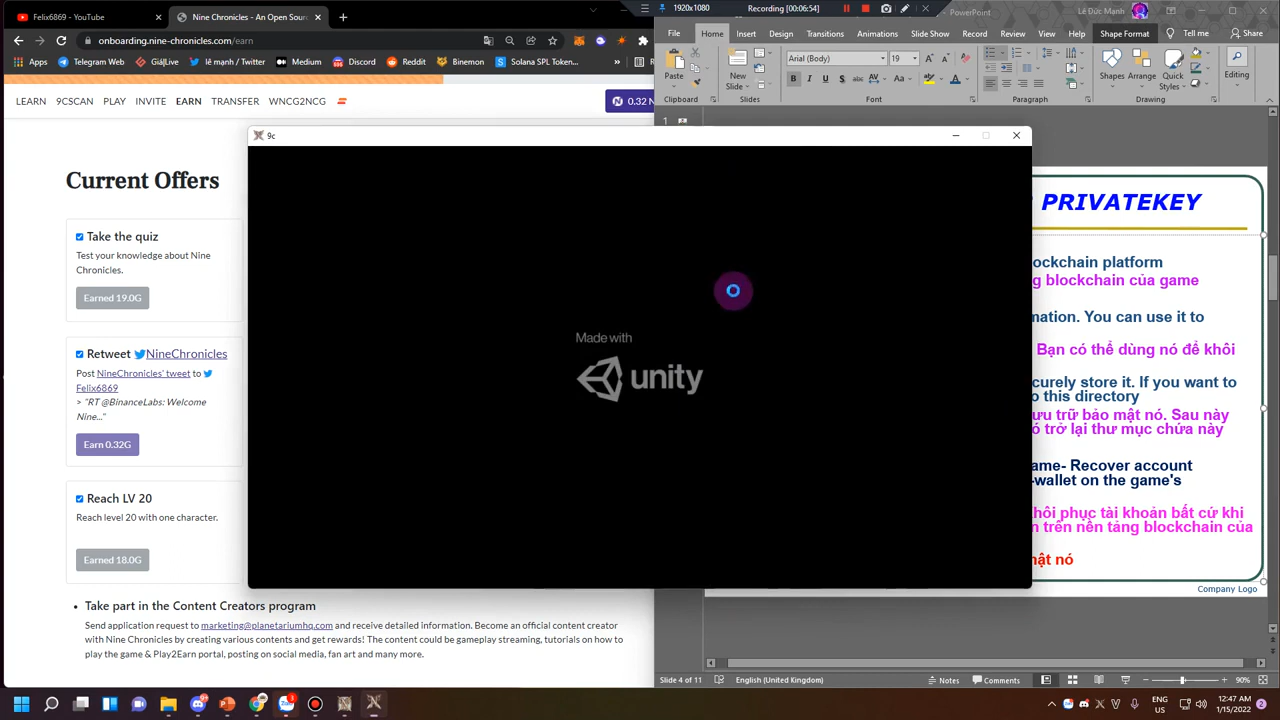 Felix6869 - YouTube
Nine Chronicles - An Open Sour
1920x1080
Recording [00:06:54]
PowerPoint
Lê Đức Manh
onboarding.nine-chronicles.com/earn
File
Home
Insert
Design
Transitions
Animations
Slide Show
Review
View
Help
Shape Format
Tell me
Share
Apps
Telegram Web
Giá|Live
lê mạnh / Twitter
Medium
Discord
Reddit
Binemon
Solana SPL Token...
Arial (Body)
19
Paste
New
Slide
Shapes
Arrange
Quick
Styles
Editing
Clipboard
Slides
Font
Paragraph
Drawing
LEARN
9CSCAN
PLAY
INVITE
EARN
TRANSFER
WNCG2NCG
0.32 N
1
9c
Current Offers
Take the quiz
Test your knowledge about Nine
Chronicles.
Earned 19.0G
Retweet NineChronicles
Post NineChronicles' tweet to
Felix6869
> "RT @BinanceLabs: Welcome
Nine..."
Earn 0.32G
Reach LV 20
Reach level 20 with one character.
Earned 18.0G
Take part in the Content Creators program
Send application request to marketing@planetariumhq.com and receive detailed information. Become an official content creator
with Nine Chronicles by creating various contents and get rewards! The content could be gameplay streaming, tutorials on how to
play the game & Play2Earn portal, posting on social media, fan art and many more.
Made with
unity
PRIVATEKEY
ockchain platform
g blockchain của game
mation. You can use it to
Bạn có thể dùng nó để khôi
curely store it. If you want to
o this directory
ưu trữ bảo mật nó. Sau này
ó trở lại thư mục chứa này
ame- Recover account
-wallet on the game's
hôi phục tài khoản bất cứ khi
n trên nền tảng blockchain của
nật nó
Company Logo
Slide 4 of 11
English (United Kingdom)
Notes
Comments
90%
ENG
US
12:47 AM
1/15/2022